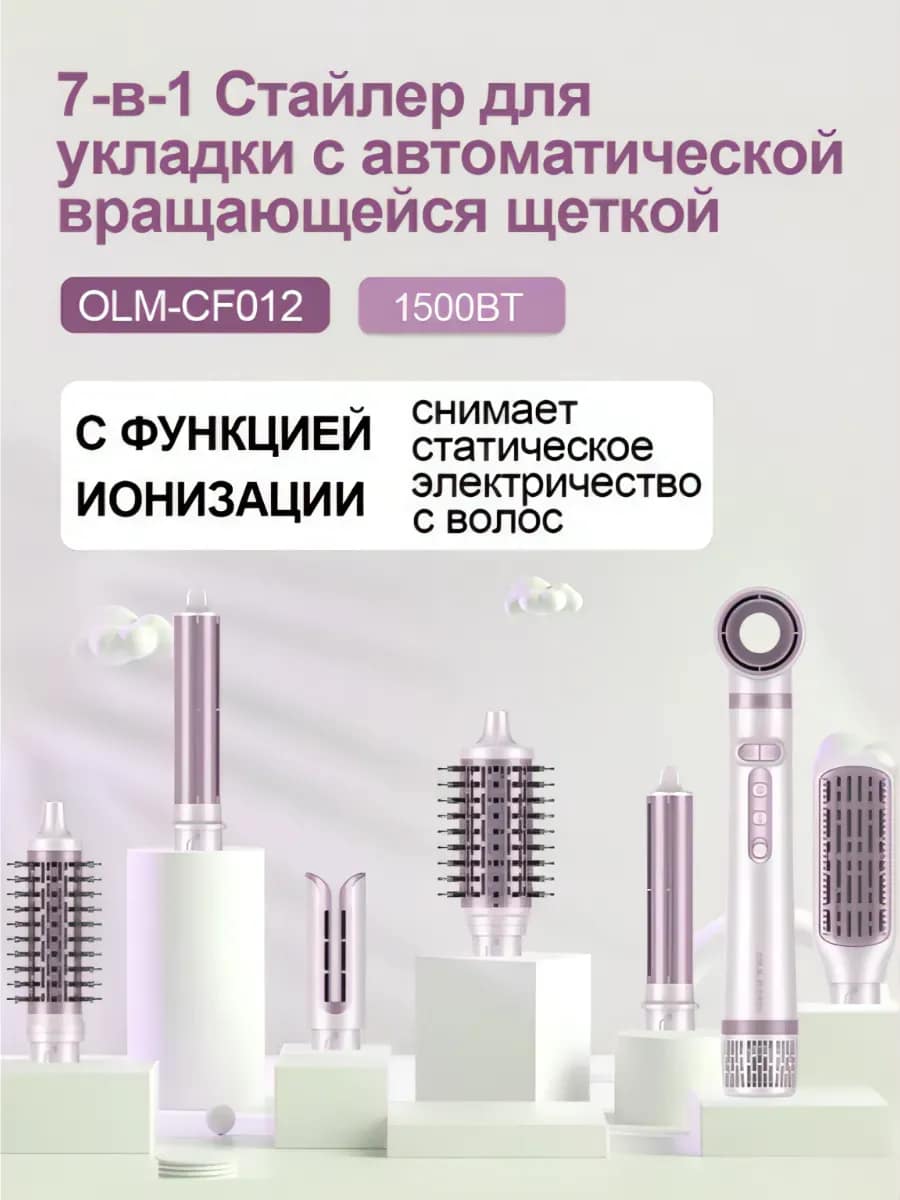 7-в-1 Стайлер для
укладки с автоматической
вращающейся щеткой
OLM-CF012
1500ВТ
С ФУНКЦИЕЙ
ИОНИЗАЦИИ
снимает
статическое
электричество
с волос